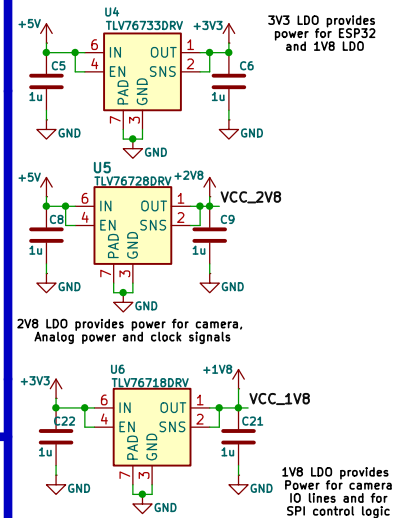 U4
TLV76733DRV
+5V
+3V3
6 IN OUT 1
4 EN SNS 2
C5
1u
C6
1u
PAD
GND
7
3
GND
GND
GND
3V3 LDO provides
power for ESP32
and 1V8 LDO
U5
TLV76728DRV
+5V
+2V8
VCC_2V8
6 IN OUT 1
4 EN SNS 2
C8
1u
C9
1u
PAD
GND
7
3
GND
GND
GND
2V8 LDO provides power for camera,
Analog power and clock signals
U6
TLV76718DRV
+3V3
+1V8
VCC_1V8
6 IN OUT 1
4 EN SNS 2
C22
1u
C21
1u
PAD
GND
7
3
GND
GND
GND
1V8 LDO provides
Power for camera
IO lines and for
SPI control logic